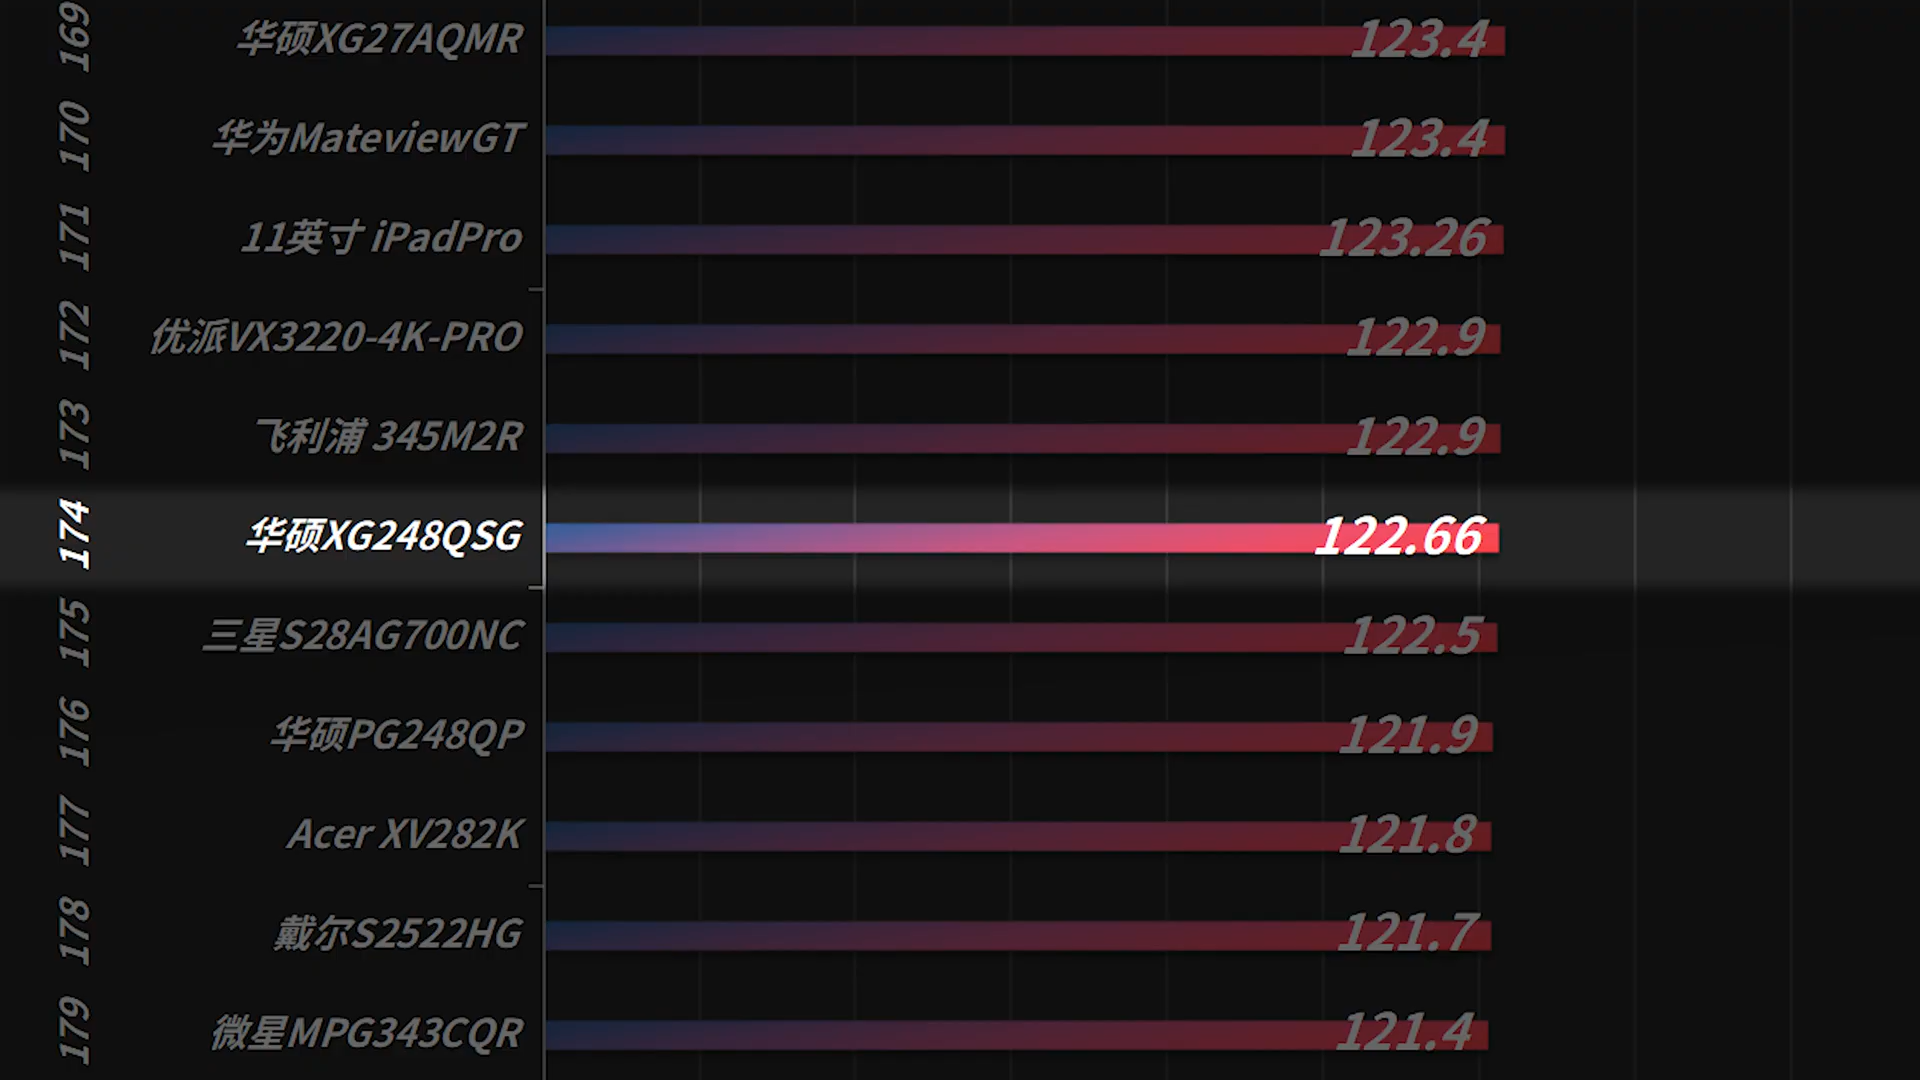 169 华硕XG27AQMR 123.4
170 华为MateviewGT 123.4
171 11英寸 iPadPro 123.26
172 优派VX3220-4K-PRO 122.9
173 飞利浦 345M2R 122.9
174 华硕XG248QSG 122.66
175 三星S28AG700NC 122.5
176 华硕PG248QP 121.9
177 Acer XV282K 121.8
178 戴尔S2522HG 121.7
179 微星MPG343CQR 121.4